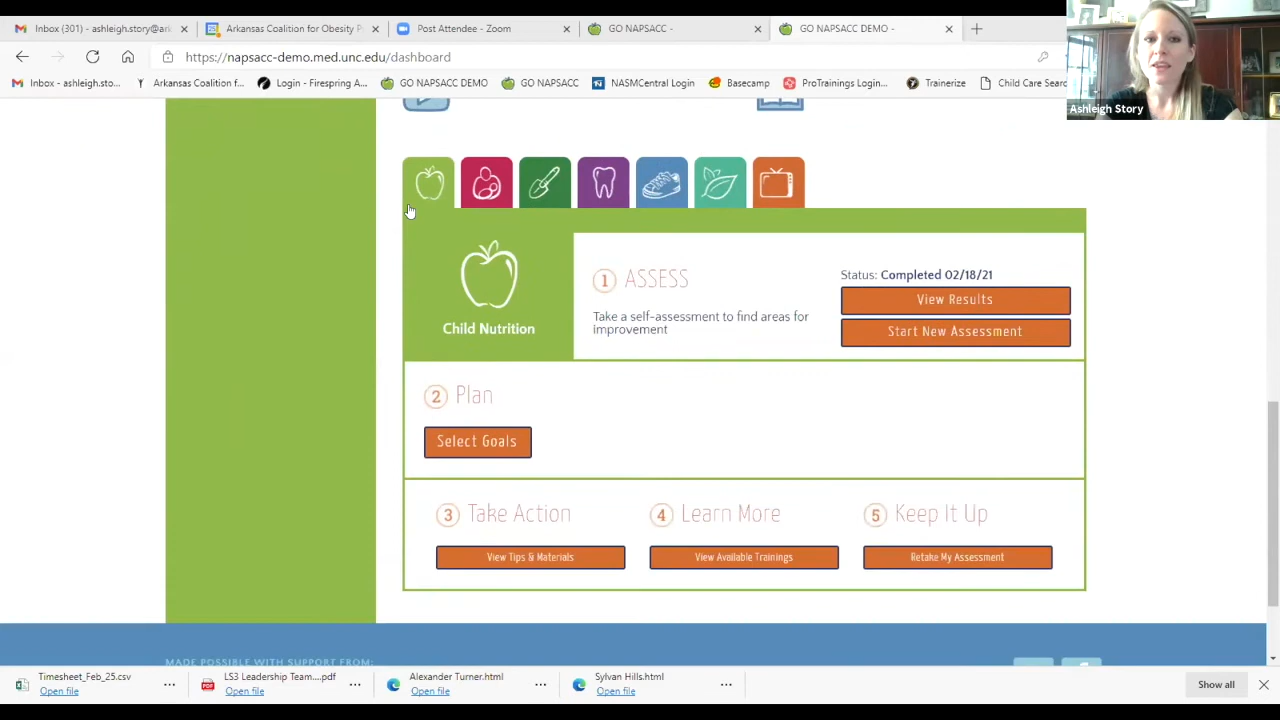 Inbox (301) - ashleigh.story@ark
Arkansas Coalition for Obesity P
Post Attendee - Zoom
GO NAPSACC -
GO NAPSACC DEMO -
https://napsacc-demo.med.unc.edu/dashboard
Inbox - ashleigh.sto...
Arkansas Coalition f...
Login - Firespring A...
GO NAPSACC DEMO
GO NAPSACC
NASMCentral Login
Basecamp
ProTrainings Login...
Trainerize
Child Care Searc
Ashleigh Story
Child Nutrition
1 ASSESS
Take a self-assessment to find areas for
improvement
Status: Completed 02/18/21
View Results
Start New Assessment
2 Plan
Select Goals
3 Take Action
View Tips & Materials
4 Learn More
View Available Trainings
5 Keep It Up
Retake My Assessment
MADE POSSIBLE WITH SUPPORT FROM:
Timesheet_Feb_25.csv
Open file
LS3 Leadership Team....pdf
Open file
Alexander Turner.html
Open file
Sylvan Hills.html
Open file
Show all